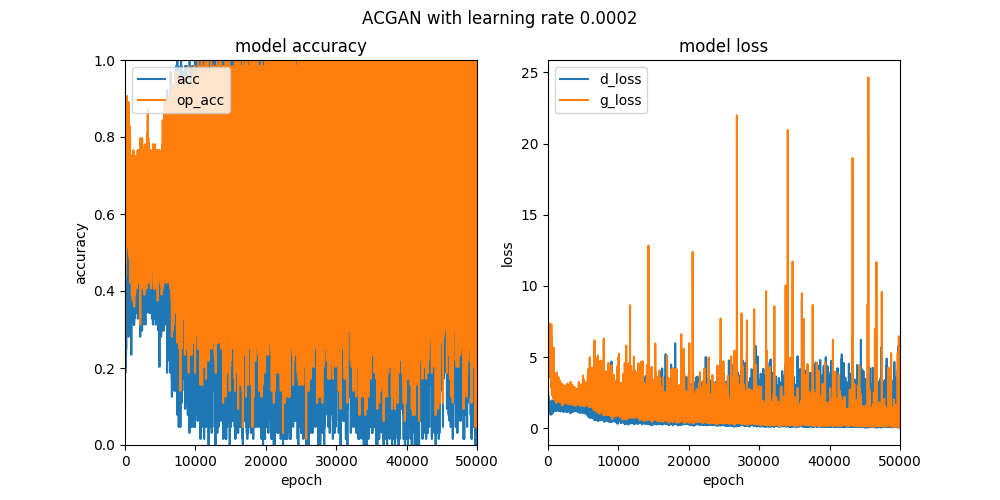 ACGAN with learning rate 0.0002
model accuracy
acc
op_acc
accuracy
1.0
0.8
0.6
0.4
0.2
0.0
0 10000 20000 30000 40000 50000
epoch
model loss
d_loss
g_loss
loss
25
20
15
10
5
0
0 10000 20000 30000 40000 50000
epoch